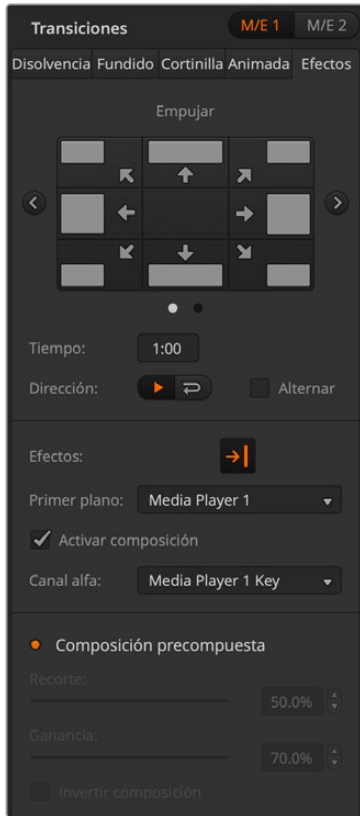 Transiciones M/E 1 M/E 2
Disolvencia Fundido Cortinilla Animada Efectos
Empujar
Tiempo: 1:00
Dirección: Alternar
Efectos:
Primer plano: Media Player 1
Activar composición
Canal alfa: Media Player 1 Key
Composición precompuesta
Recorte:
50.0%
Ganancia:
70.0%
Invertir composición